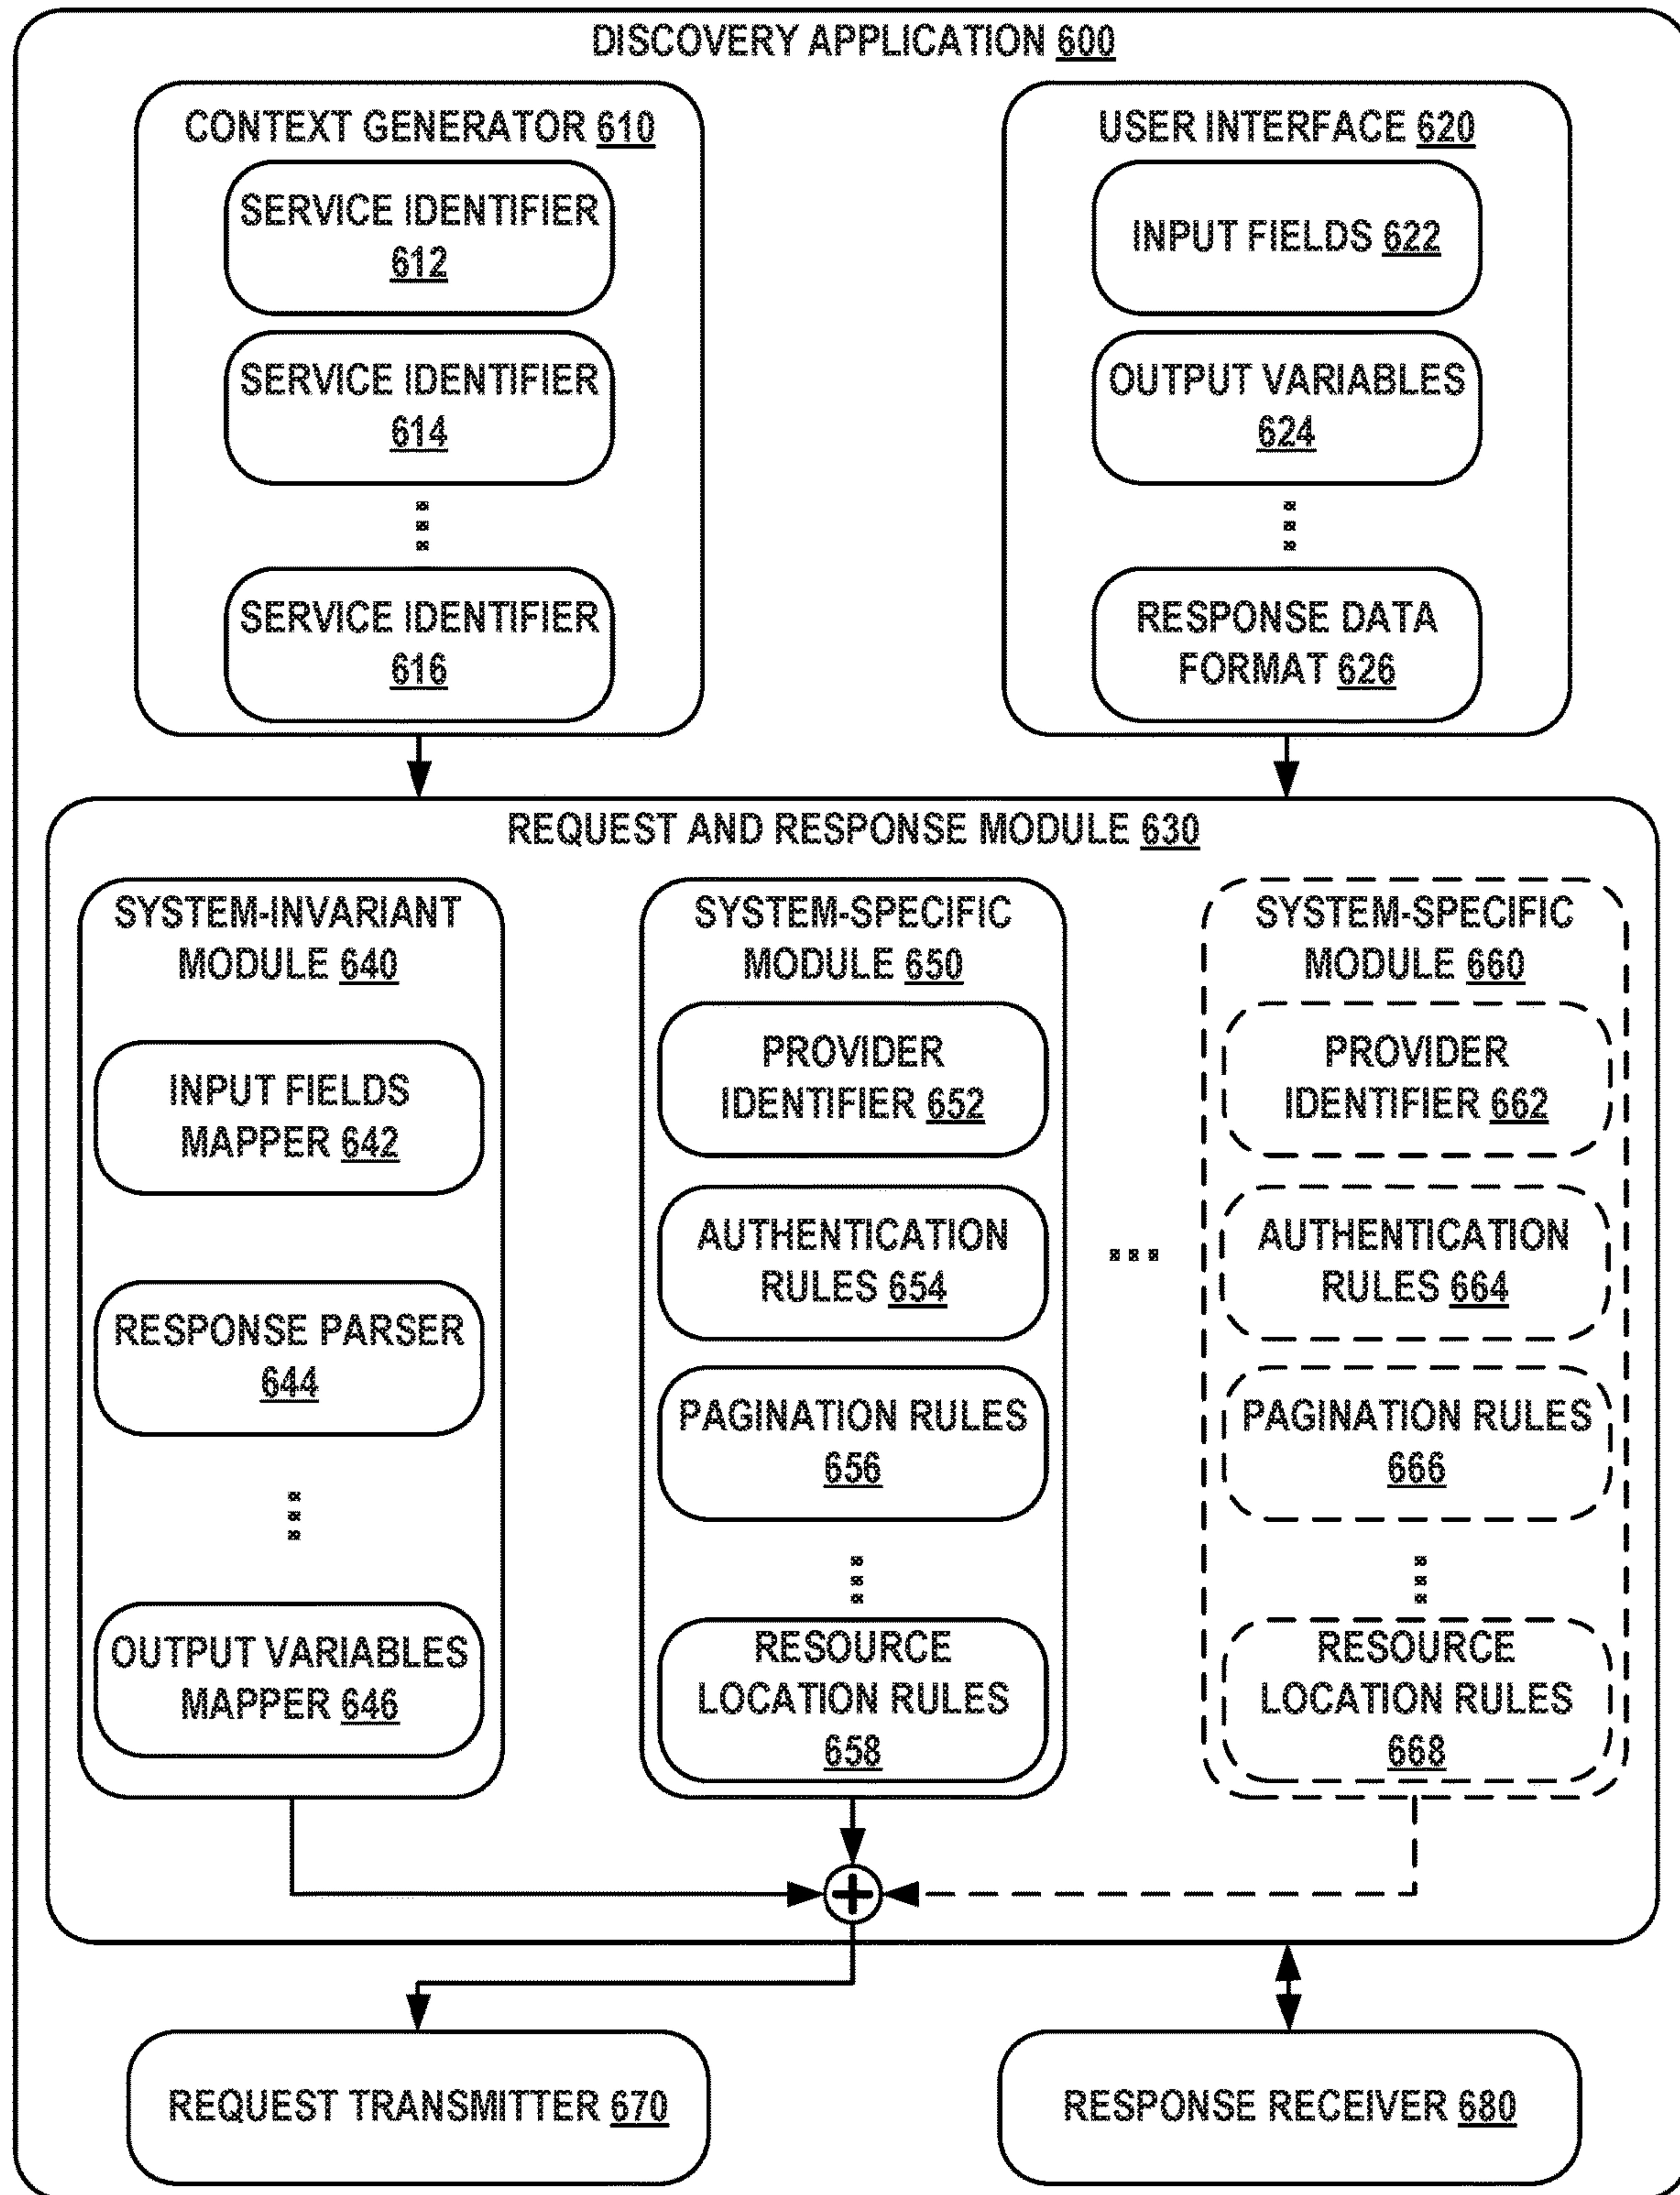 DISCOVERY APPLICATION 600
CONTEXT GENERATOR 610
SERVICE IDENTIFIER
612
SERVICE IDENTIFIER
614
SERVICE IDENTIFIER
616
USER INTERFACE 620
INPUT FIELDS 622
OUTPUT VARIABLES
624
RESPONSE DATA
FORMAT 626
REQUEST AND RESPONSE MODULE 630
SYSTEM-INVARIANT
MODULE 640
INPUT FIELDS
MAPPER 642
RESPONSE PARSER
644
OUTPUT VARIABLES
MAPPER 646
SYSTEM-SPECIFIC
MODULE 650
PROVIDER
IDENTIFIER 652
AUTHENTICATION
RULES 654
PAGINATION RULES
656
RESOURCE
LOCATION RULES
658
SYSTEM-SPECIFIC
MODULE 660
PROVIDER
IDENTIFIER 662
AUTHENTICATION
RULES 664
PAGINATION RULES
666
RESOURCE
LOCATION RULES
668
REQUEST TRANSMITTER 670
RESPONSE RECEIVER 680